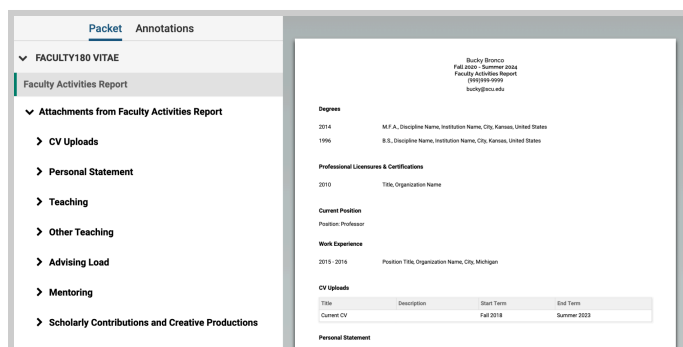 Packet Annotations
FACULTY180 VITAE
Faculty Activities Report
Attachments from Faculty Activities Report
CV Uploads
Personal Statement
Teaching
Other Teaching
Advising Load
Mentoring
Scholarly Contributions and Creative Productions
Bucky Bronco
Fall 2020 - Summer 2024
Faculty Activities Report
(999)999-9999
bucky@scu.edu
Degrees
2014 M.F.A., Discipline Name, Institution Name, City, Kansas, United States
1996 B.S., Discipline Name, Institution Name, City, Kansas, United States
Professional Licensures & Certifications
2010 Title, Organization Name
Current Position
Position: Professor
Work Experience
2015 - 2016 Position Title, Organization Name, City, Michigan
CV Uploads
Title Description Start Term End Term
Current CV Fall 2018 Summer 2023
Personal Statement